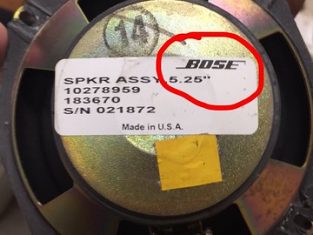 14
BOSE
SPKR ASSY 5.25"
10278959
183670
S/N 021872
Made in U.S.A.